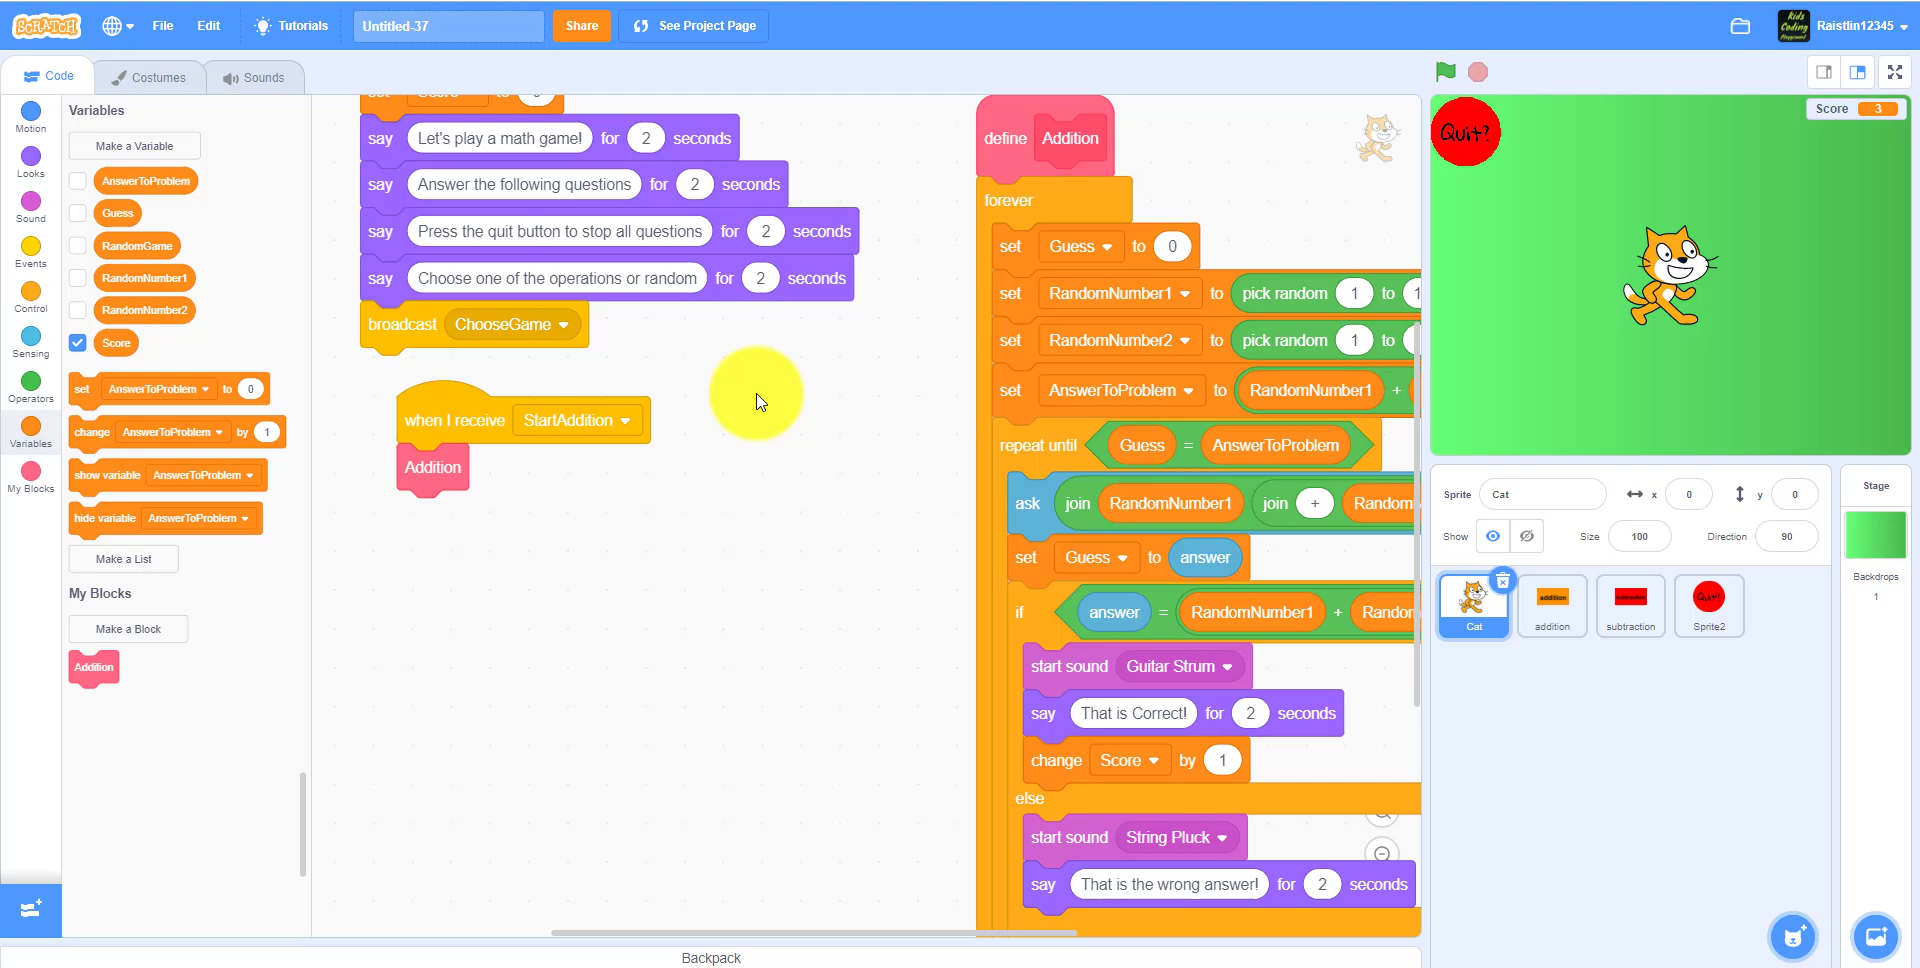 SCRATCH
File
Edit
Tutorials
Untitled-37
Share
See Project Page
Kids Coding Playground
Raistlin12345
Code
Costumes
Sounds
Motion
Looks
Sound
Events
Control
Sensing
Operators
Variables
My Blocks
Variables
Make a Variable
AnswerToProblem
Guess
RandomGame
RandomNumber1
RandomNumber2
Score
set AnswerToProblem to 0
change AnswerToProblem by 1
show variable AnswerToProblem
hide variable AnswerToProblem
Make a List
My Blocks
Make a Block
Addition
say Let's play a math game! for 2 seconds
say Answer the following questions for 2 seconds
say Press the quit button to stop all questions for 2 seconds
say Choose one of the operations or random for 2 seconds
broadcast ChooseGame
when I receive StartAddition
Addition
define Addition
forever
set Guess to 0
set RandomNumber1 to pick random 1 to 1
set RandomNumber2 to pick random 1 to
set AnswerToProblem to RandomNumber1 +
repeat until Guess = AnswerToProblem
ask join RandomNumber1 join + Random
set Guess to answer
if answer = RandomNumber1 + Random
start sound Guitar Strum
say That is Correct! for 2 seconds
change Score by 1
else
start sound String Pluck
say That is the wrong answer! for 2 seconds
Backpack
Quit?
Score 3
Sprite Cat x 0 y 0
Show Size 100 Direction 90
Cat
addition
addition
subtraction
subtraction
Quit?
Sprite2
Stage
Backdrops
1